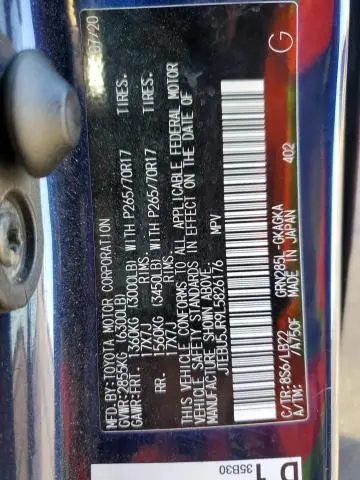 MFD.BY:TOYOTA MOTOR CORPORATION 07/20
GVWR:2855KG (6300LB)
GAWR:FRT. 1360KG (3000LB) WITH P265/70R17 TIRES.
17X7J RIMS.
RR. 1560KG (3450LB) WITH P265/70R17 TIRES.
17X7J RIMS.
THIS VEHICLE CONFORMS TO ALL APPLICABLE FEDERAL MOTOR
VEHICLE SAFETY STANDARDS IN EFFECT ON THE DATE OF
MANUFACTURE SHOWN ABOVE.
JTEBU5JR9L5826176 MPV
G
402
GRN285L-GKAGKA
C/TR:8S6/LB22
A/TM: /A750F MADE IN JAPAN
35B30